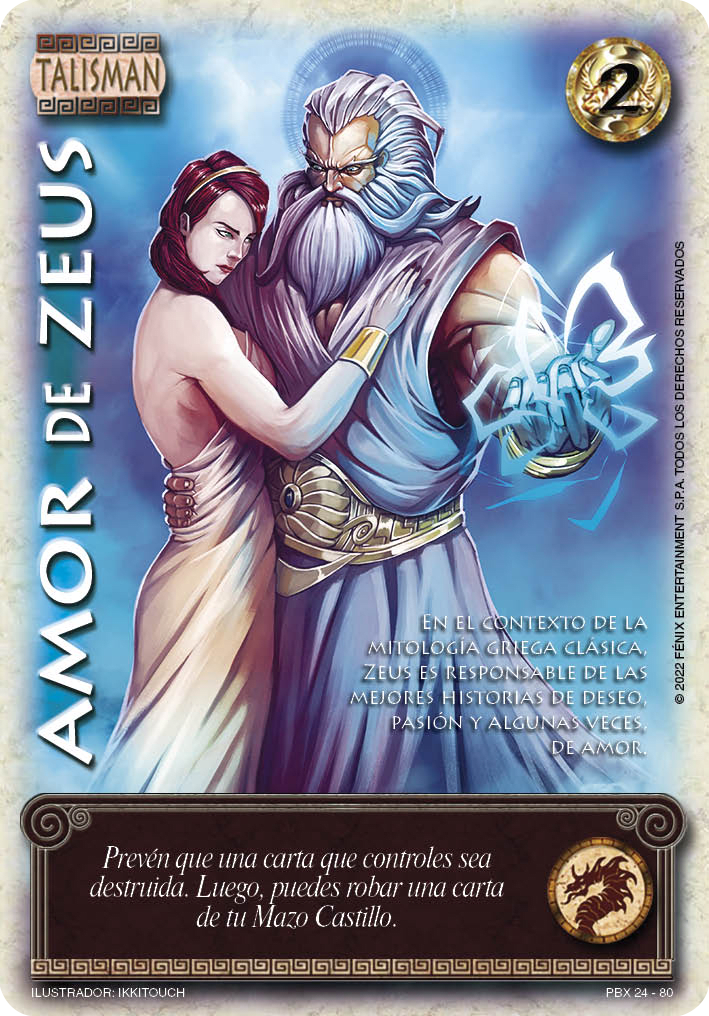 TALISMAN
2
AMOR DE ZEUS
EN EL CONTEXTO DE LA
MITOLOGÍA GRIEGA CLÁSICA,
ZEUS ES RESPONSABLE DE LAS
MEJORES HISTORIAS DE DESEO,
PASIÓN Y ALGUNAS VECES,
DE AMOR.
© 2022 FÉNIX ENTERTAINMENT S.P.A. TODOS LOS DERECHOS RESERVADOS
Prevén que una carta que controles sea
destruida. Luego, puedes robar una carta
de tu Mazo Castillo.
ILUSTRADOR: IKKITOUCH
PBX 24 - 80